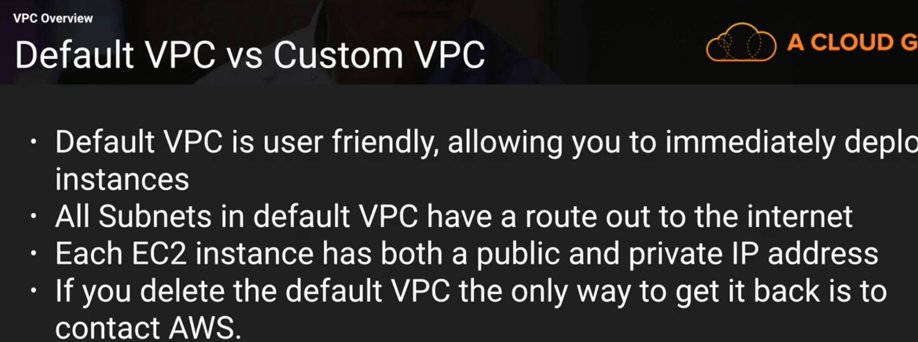 VPC Overview
Default VPC vs Custom VPC
A CLOUD G
• Default VPC is user friendly, allowing you to immediately deplo
instances
• All Subnets in default VPC have a route out to the internet
• Each EC2 instance has both a public and private IP address
• If you delete the default VPC the only way to get it back is to
contact AWS.